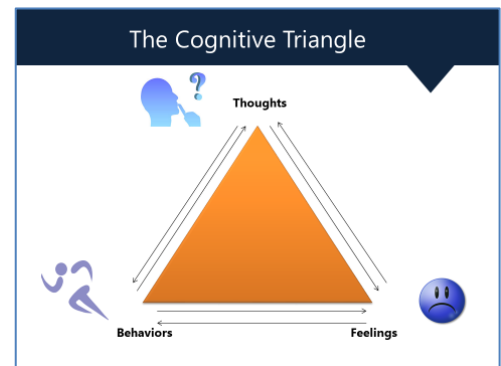 The Cognitive Triangle
?
Thoughts
Behaviors
Feelings